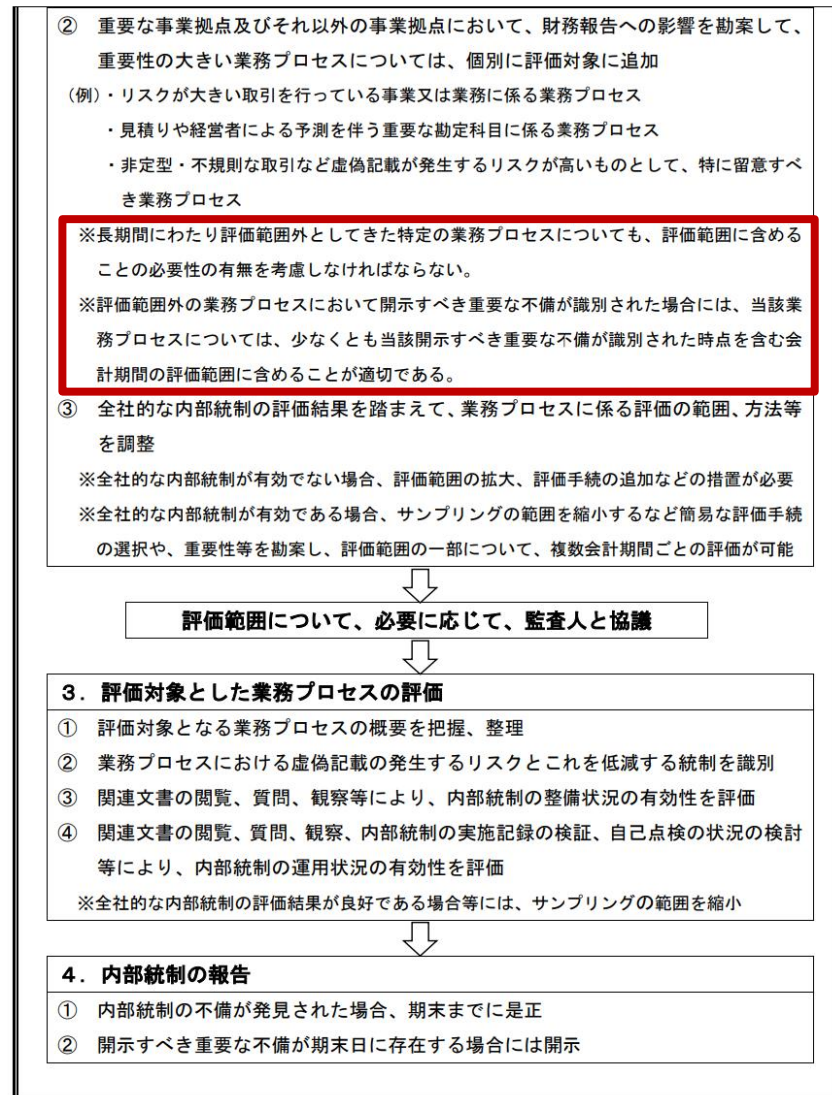 ② 重要な事業拠点及びそれ以外の事業拠点において、財務報告への影響を勘案して、
重要性の大きい業務プロセスについては、個別に評価対象に追加
（例）・リスクが大きい取引を行っている事業又は業務に係る業務プロセス
・見積りや経営者による予測を伴う重要な勘定科目に係る業務プロセス
・非定型・不規則な取引など虚偽記載が発生するリスクが高いものとして、特に留意すべ
き業務プロセス
※長期間にわたり評価範囲外としてきた特定の業務プロセスについても、評価範囲に含める
ことの必要性の有無を考慮しなければならない。
※評価範囲外の業務プロセスにおいて開示すべき重要な不備が識別された場合には、当該業
務プロセスについては、少なくとも当該開示すべき重要な不備が識別された時点を含む会
計期間の評価範囲に含めることが適切である。
③ 全社的な内部統制の評価結果を踏まえて、業務プロセスに係る評価の範囲、方法等
を調整
※全社的な内部統制が有効でない場合、評価範囲の拡大、評価手続の追加などの措置が必要
※全社的な内部統制が有効である場合、サンプリングの範囲を縮小するなど簡易な評価手続
の選択や、重要性等を勘案し、評価範囲の一部について、複数会計期間ごとの評価が可能
評価範囲について、必要に応じて、監査人と協議
３．評価対象とした業務プロセスの評価
① 評価対象となる業務プロセスの概要を把握、整理
② 業務プロセスにおける虚偽記載の発生するリスクとこれを低減する統制を識別
③ 関連文書の閲覧、質問、観察等により、内部統制の整備状況の有効性を評価
④ 関連文書の閲覧、質問、観察、内部統制の実施記録の検証、自己点検の状況の検討
等により、内部統制の運用状況の有効性を評価
※全社的な内部統制の評価結果が良好である場合等には、サンプリングの範囲を縮小
４．内部統制の報告
① 内部統制の不備が発見された場合、期末までに是正
② 開示すべき重要な不備が期末日に存在する場合には開示